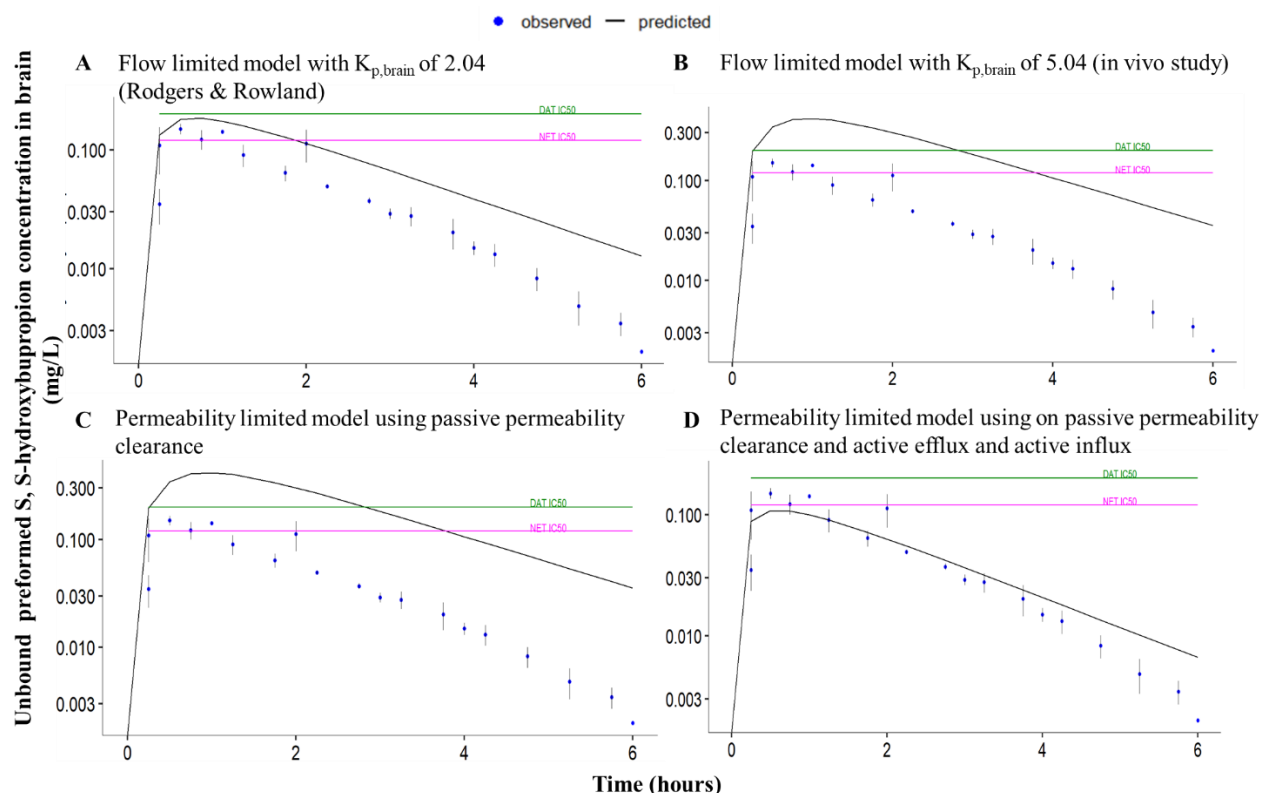 observed predicted
A Flow limited model with Kp,brain of 2.04
(Rodgers & Rowland)
B Flow limited model with Kp,brain of 5.04 (in vivo study)
DAT IC50
NET IC50
0.100
0.030
0.010
0.003
0 2 4 6
DAT IC50
NET IC50
0.300
0.100
0.030
0.010
0.003
0 2 4 6
C Permeability limited model using passive permeability
clearance
D Permeability limited model using on passive permeability
clearance and active efflux and active influx
DAT IC50
NET IC50
0.300
0.100
0.030
0.010
0.003
0 2 4 6
DAT IC50
NET IC50
0.100
0.030
0.010
0.003
0 2 4 6
Unbound preformed S, S-hydroxybupropion concentration in brain
(mg/L)
Time (hours)